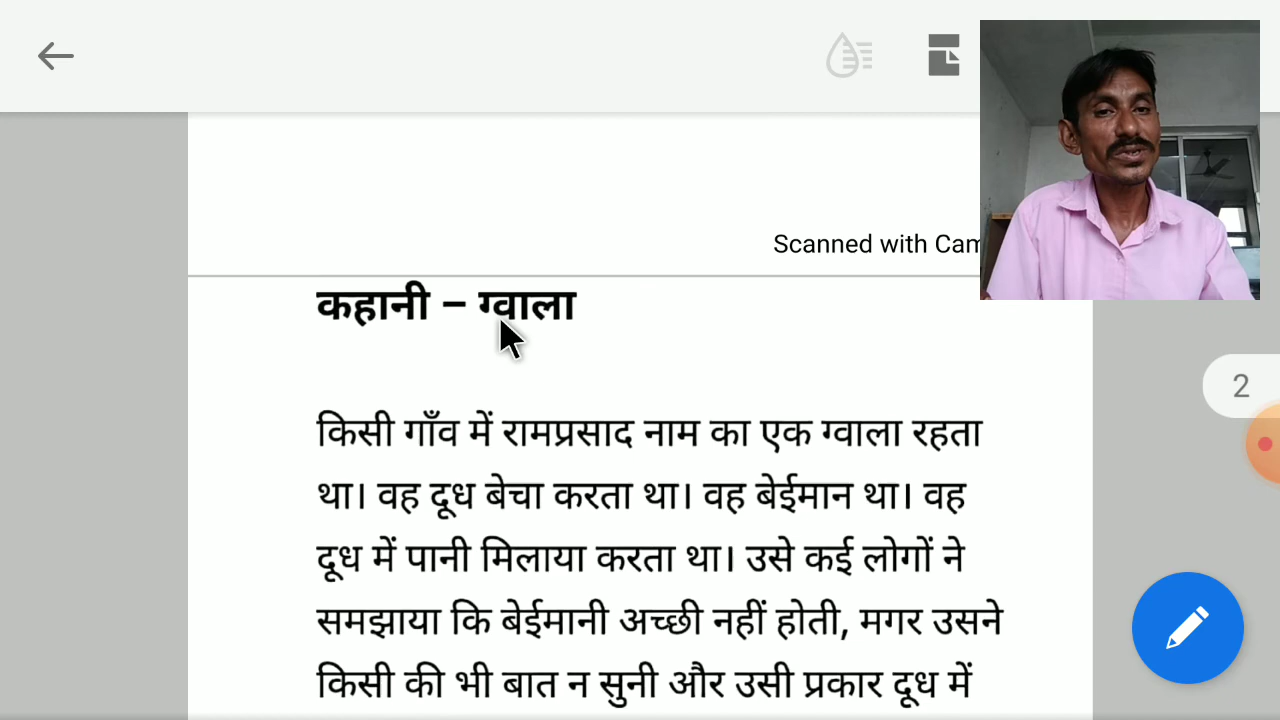 Scanned with Cam
कहानी – ग्वाला
किसी गाँव में रामप्रसाद नाम का एक ग्वाला रहता
था। वह दूध बेचा करता था। वह बेईमान था। वह
दूध में पानी मिलाया करता था। उसे कई लोगों ने
समझाया कि बेईमानी अच्छी नहीं होती, मगर उसने
किसी की भी बात न सुनी और उसी प्रकार दूध में
2